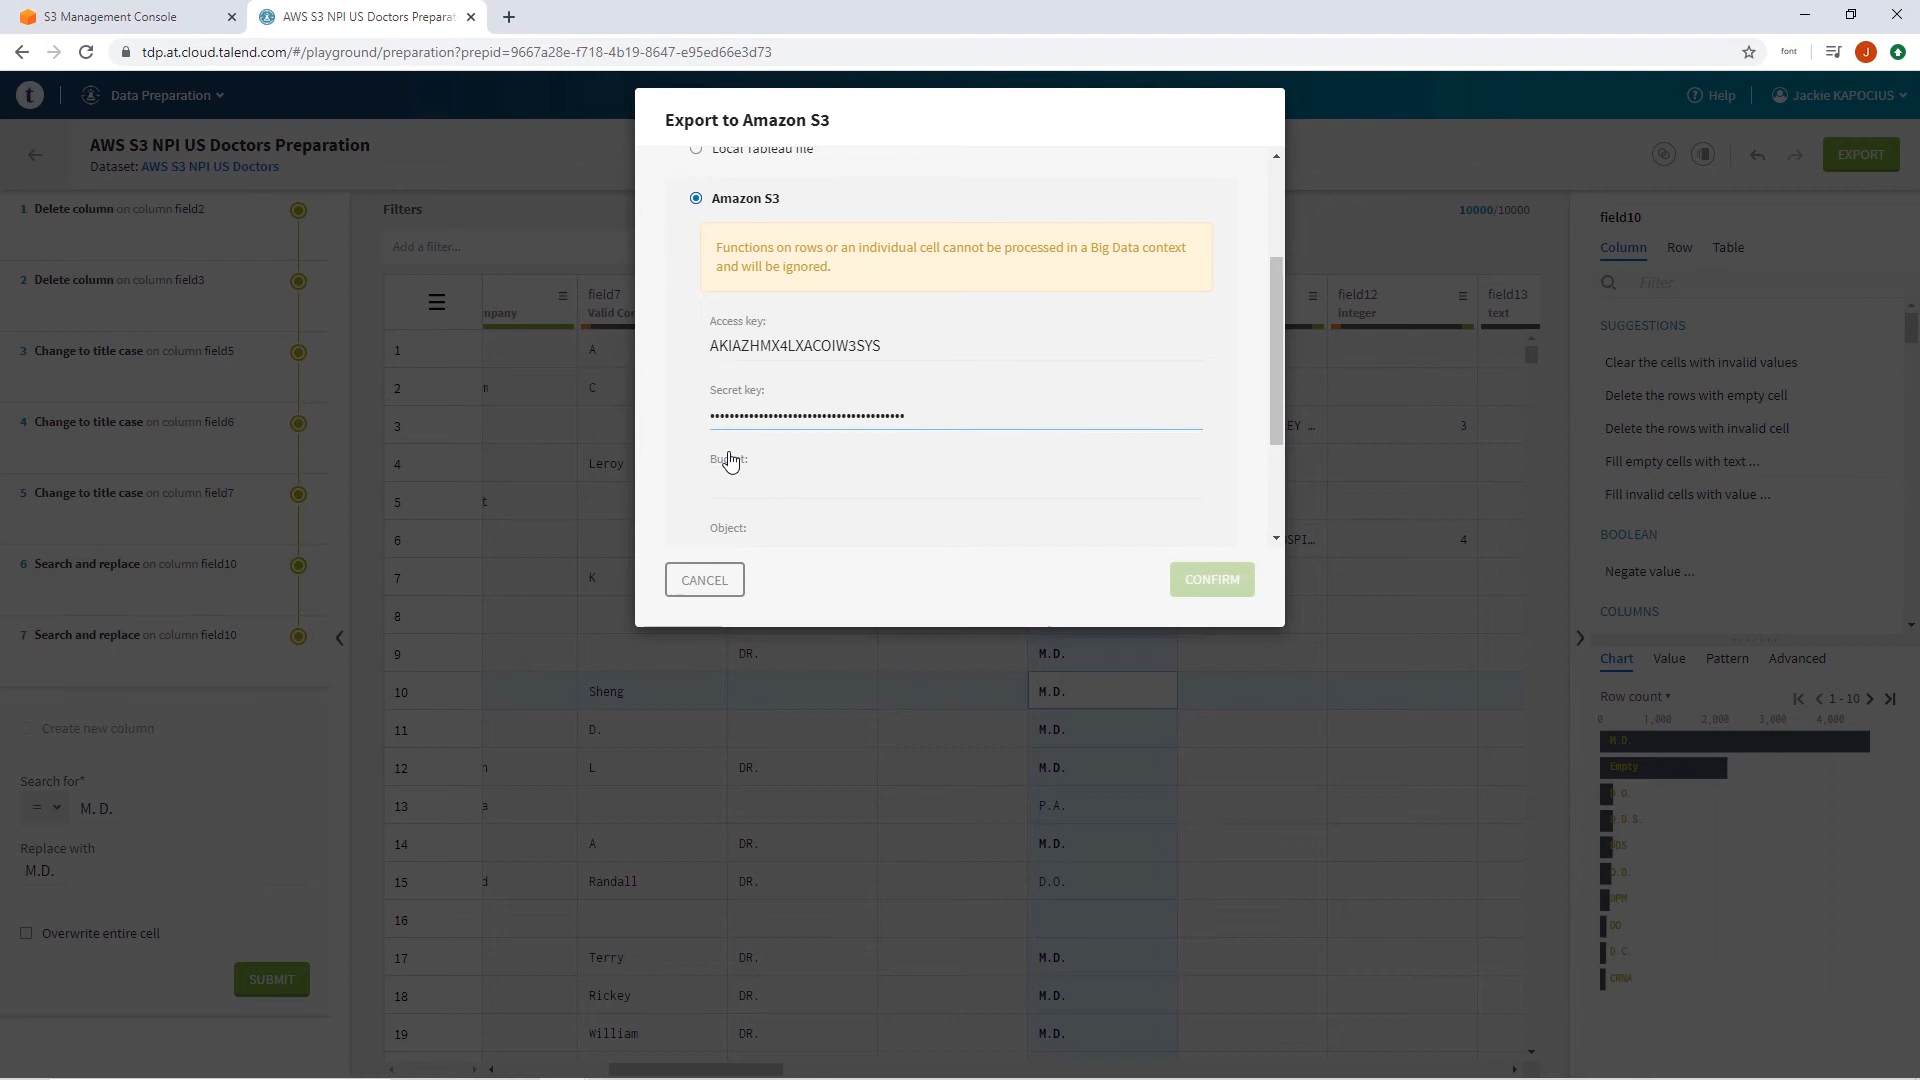 S3 Management Console
AWS S3 NPI US Doctors Preparat
tdp.at.cloud.talend.com/#/playground/preparation?prepid=9667a28e-f718-4b19-8647-e95ed66e3d73
font
J
t
Data Preparation
Help
Jackie KAPOCIUS
AWS S3 NPI US Doctors Preparation
Dataset: AWS S3 NPI US Doctors
EXPORT
1 Delete column on column field2
2 Delete column on column field3
3 Change to title case on column field5
4 Change to title case on column field6
5 Change to title case on column field7
6 Search and replace on column field10
7 Search and replace on column field10
Create new column
Search for*
= M. D.
Replace with
M.D.
Overwrite entire cell
SUBMIT
Filters
Add a filter...
10000/10000
mpany
field7
Valid Cor
field12
integer
field13
text
1 A
2 m C
3 EY ... 3
4 Leroy
5 t
6 OSPI... 4
7 K
8
9 DR. M.D.
10 Sheng M.D.
11 D. M.D.
12 n L DR. M.D.
13 a P.A.
14 A DR. M.D.
15 d Randall DR. D.O.
16
17 Terry DR. M.D.
18 Rickey DR. M.D.
19 William DR. M.D.
Export to Amazon S3
Local Tableau file
Amazon S3
Functions on rows or an individual cell cannot be processed in a Big Data context
and will be ignored.
Access key:
AKIAZHMX4LXACOIW3SYS
Secret key:
••••••••••••••••••••••••••••••••••••••••
Object:
CANCEL
CONFIRM
field10
Column Row Table
Filter
SUGGESTIONS
Clear the cells with invalid values
Delete the rows with empty cell
Delete the rows with invalid cell
Fill empty cells with text ...
Fill invalid cells with value ...
BOOLEAN
Negate value ...
COLUMNS
Chart Value Pattern Advanced
Row count
1 - 10
0 1,000 2,000 3,000 4,000
M.D.
Empty
D.O.
D.D.S.
DDS
DPM
DO
D.C.
CRNA